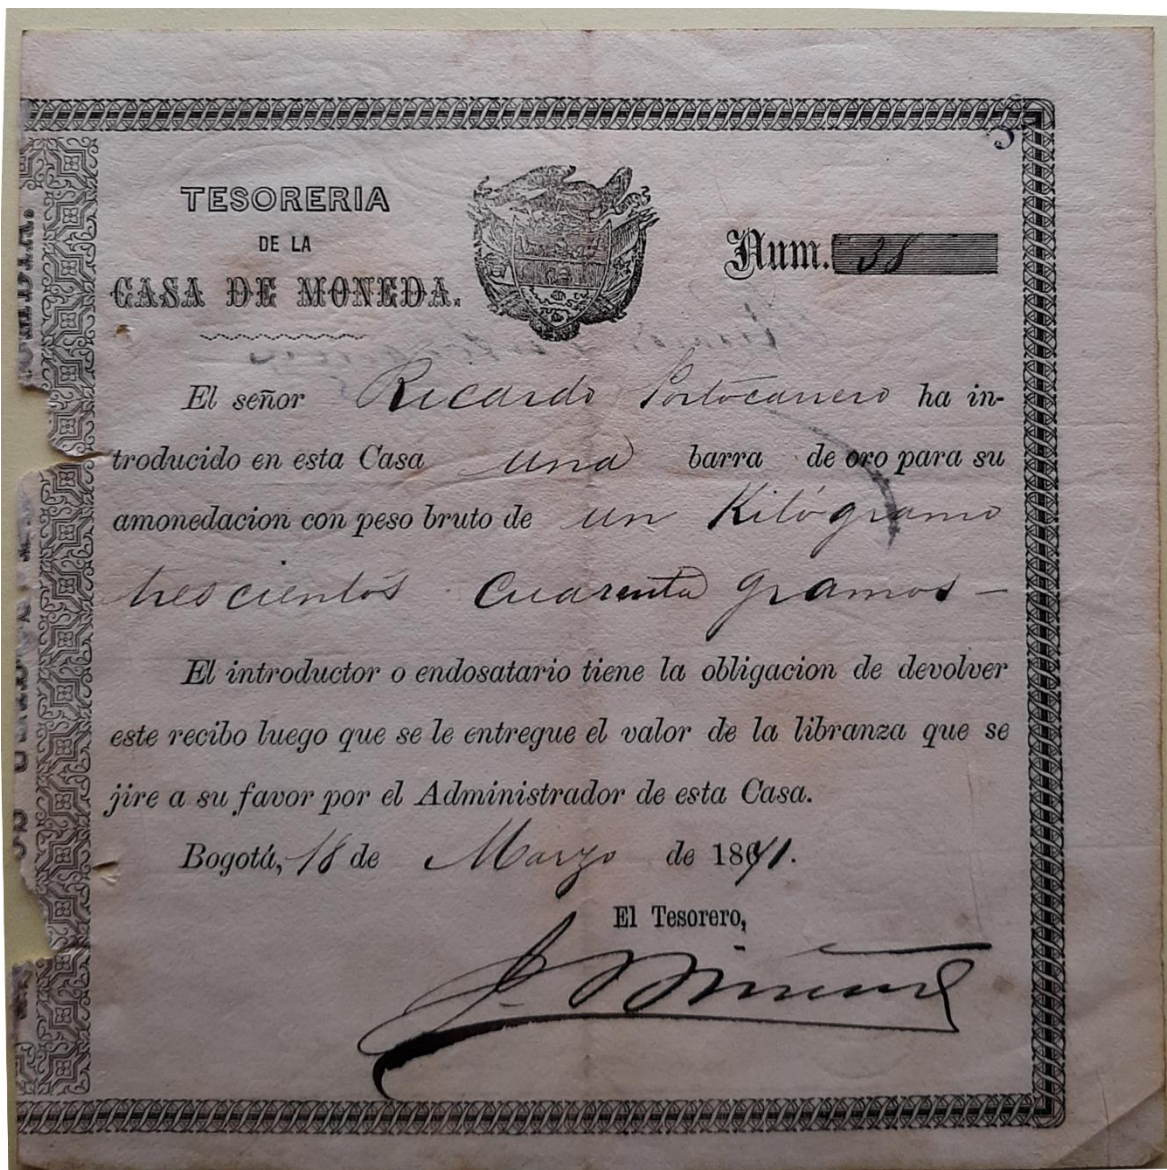 TESORERIA
DE LA
CASA DE MONEDA.
Num. 38
El señor Ricardo Portocarrero ha in-
troducido en esta Casa una barra de oro para su
amonedacion con peso bruto de un Kilógramo
trescientos cuarenta gramos—
El introductor o endosatario tiene la obligacion de devolver
este recibo luego que se le entregue el valor de la libranza que se
jire a su favor por el Administrador de esta Casa.
Bogotá, 18 de Marzo de 18
El Tesorero,